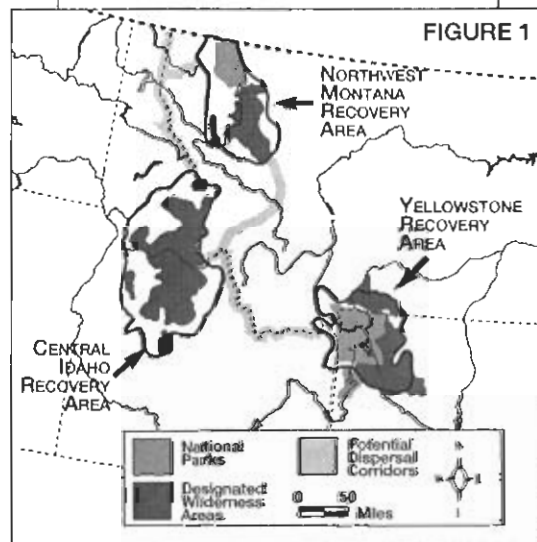 FIGURE 1
NORTHWEST
MONTANA
RECOVERY
AREA
YELLOWSTONE
RECOVERY
AREA
CENTRAL
IDAHO
RECOVERY
AREA
National
Parks
Potential
Dispersal
Corridors
Designated
Wilderness
Areas
0 50
Miles